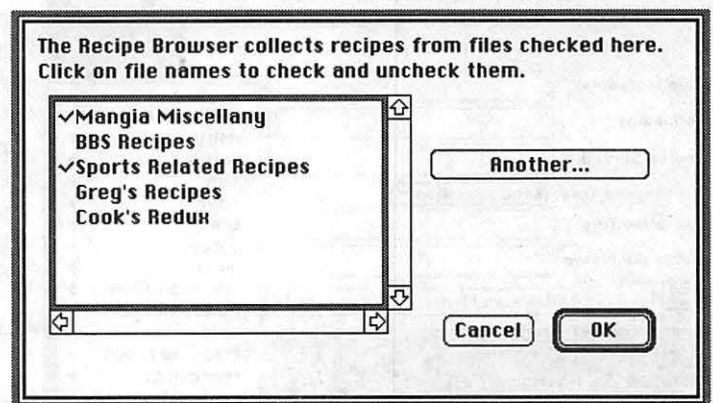 The Recipe Browser collects recipes from files checked here.
Click on file names to check and uncheck them.
✓Mangia Miscellany
BBS Recipes
✓Sports Related Recipes
Greg's Recipes
Cook's Redux
Another...
Cancel
OK